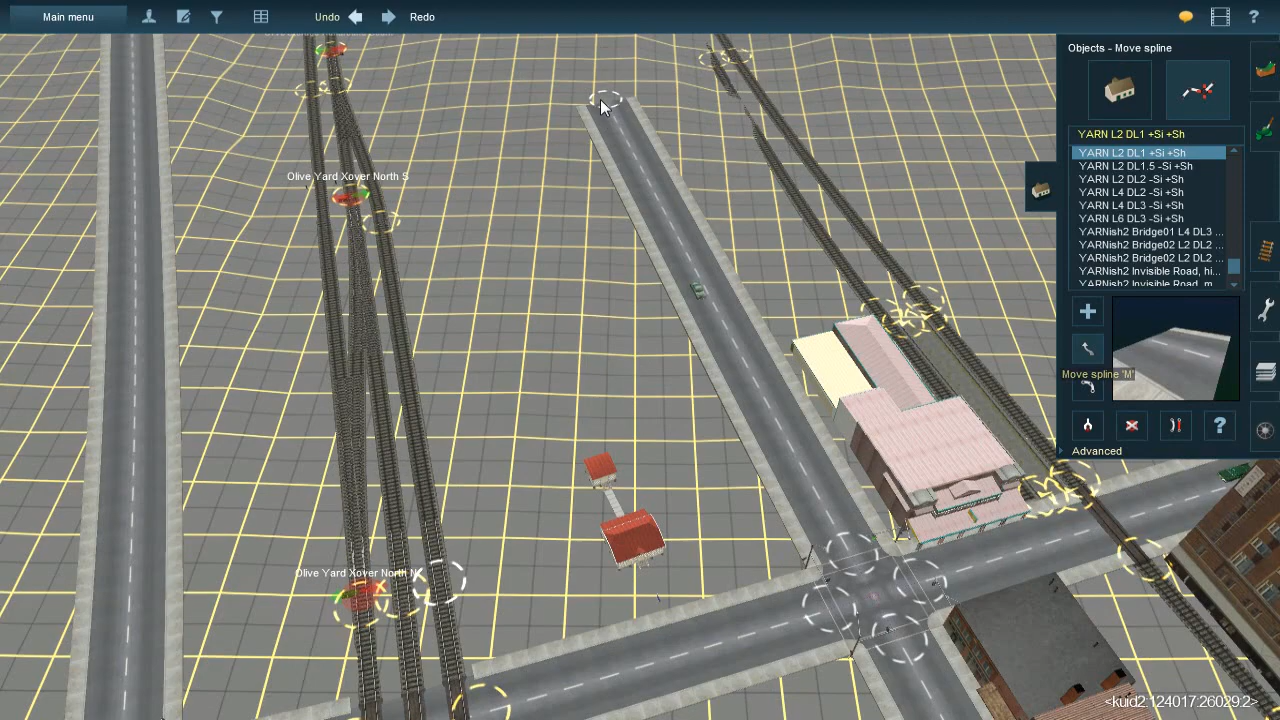 Main menu
Undo
Redo
?
Objects - Move spline
YARN L2 DL1 +Si +Sh
YARN L2 DL1 +Si +Sh
YARN L2 DL1.5 -Si +Sh
YARN L2 DL2 -Si +Sh
YARN L4 DL2 -Si +Sh
YARN L4 DL3 -Si +Sh
YARN L6 DL3 -Si +Sh
YARNish2 Bridge01 L4 DL3 ...
YARNish2 Bridge02 L2 DL2 ...
YARNish2 Bridge02 L2 DL2 ...
YARNish2 Invisible Road, hi...
YARNish2 Invisible Road, m...
Move spline 'M'
?
Advanced
Olive Yard Xover North S
Olive Yard Xover North N
<kuid2:124017:26029:2>